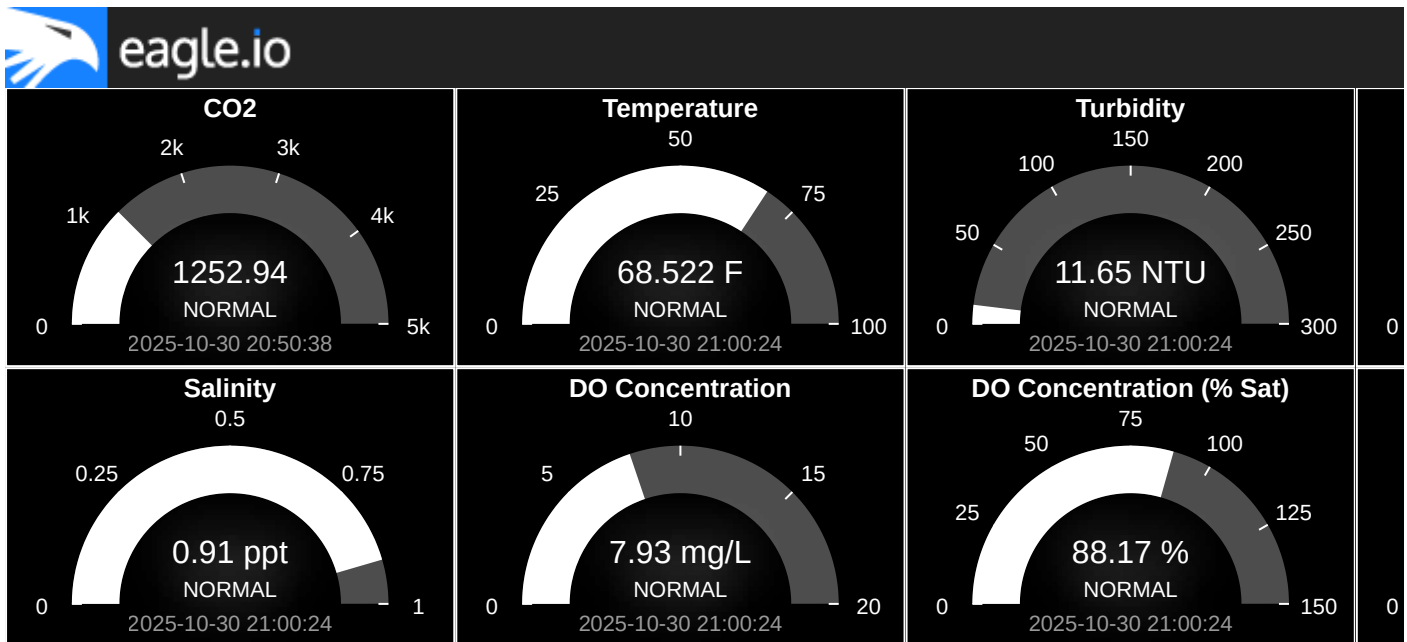 eagle.io
CO2
0
1k
2k
3k
4k
5k
1252.94
NORMAL
2025-10-30 20:50:38
Temperature
0
25
50
75
100
68.522 F
NORMAL
2025-10-30 21:00:24
Turbidity
0
50
100
150
200
250
300
11.65 NTU
NORMAL
2025-10-30 21:00:24
0
Salinity
0
0.25
0.5
0.75
1
0.91 ppt
NORMAL
2025-10-30 21:00:24
DO Concentration
0
5
10
15
20
7.93 mg/L
NORMAL
2025-10-30 21:00:24
DO Concentration (% Sat)
0
25
50
75
100
125
150
88.17 %
NORMAL
2025-10-30 21:00:24
0